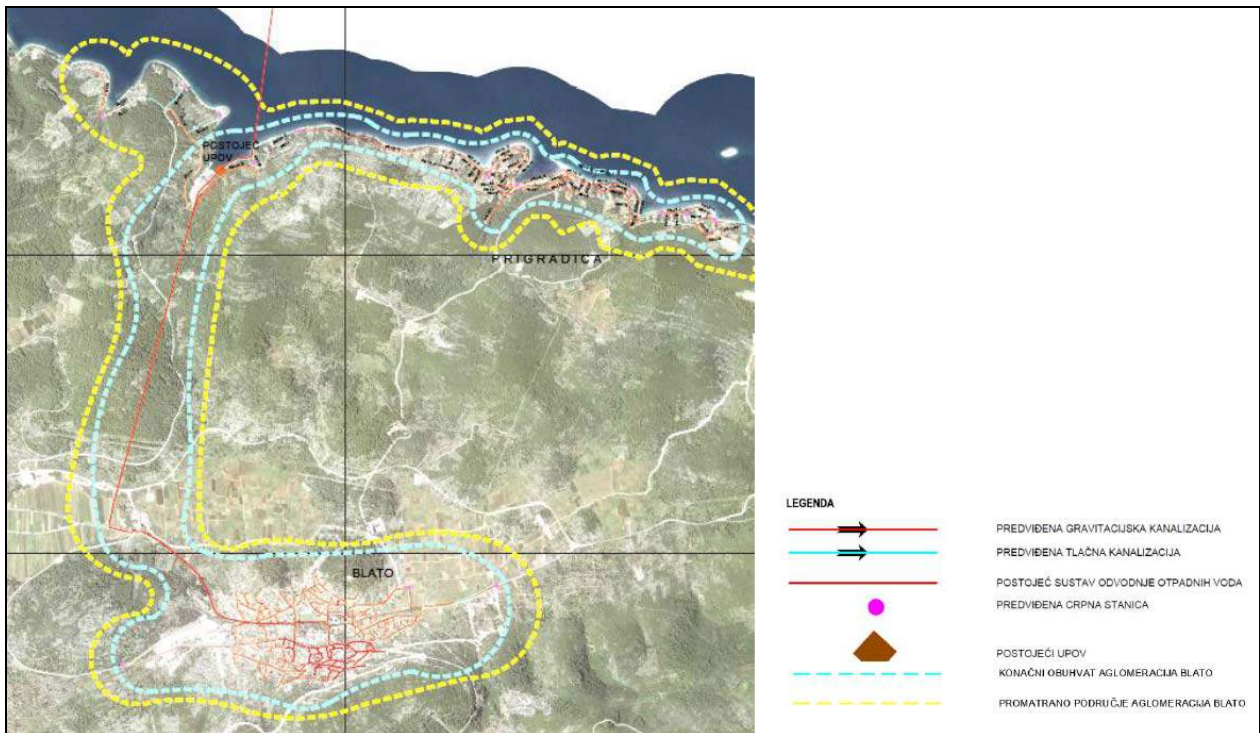 POSTOJEĆ
UPOV
PRIGRADICA
BLATO
LEGENDA
PREDVIĐENA GRAVITACIJSKA KANALIZACIJA
PREDVIĐENA TLAČNA KANALIZACIJA
POSTOJEĆ SUSTAV ODVODNJE OTPADNIH VODA
PREDVIĐENA CRPNA STANICA
POSTOJEĆI UPOV
KONAČNI OBUHVAT AGLOMERACIJA BLATO
PROMATRANO PODRUČJE AGLOMERACIJA BLATO